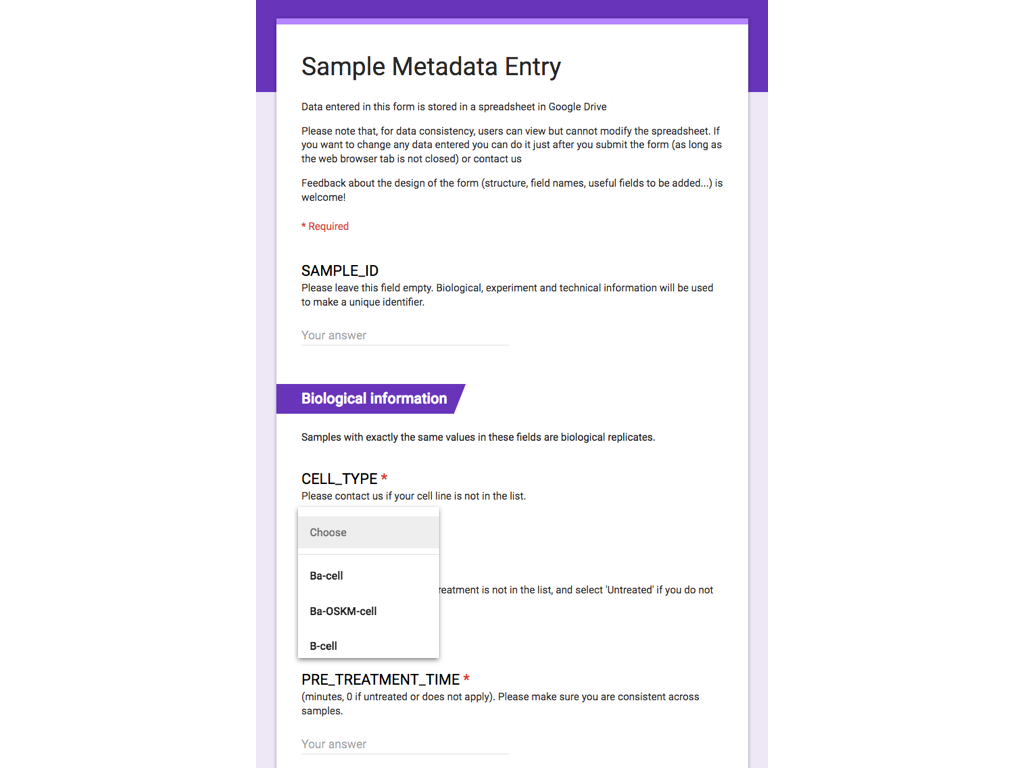 Sample Metadata Entry
Data entered in this form is stored in a spreadsheet in Google Drive
Please note that, for data consistency, users can view but cannot modify the spreadsheet. If
you want to change any data entered you can do it just after you submit the form (as long as
the web browser tab is not closed) or contact us
Feedback about the design of the form (structure, field names, useful fields to be added...) is
welcome!
* Required
SAMPLE_ID
Please leave this field empty. Biological, experiment and technical information will be used
to make a unique identifier.
Your answer
Biological information
Samples with exactly the same values in these fields are biological replicates.
CELL_TYPE *
Please contact us if your cell line is not in the list.
Choose
Ba-cell
is not in the list, and select 'Untreated' if you do not
Ba-OSKM-cell
B-cell
PRE_TREATMENT_TIME *
(minutes, 0 if untreated or does not apply). Please make sure you are consistent across
samples.
Your answer